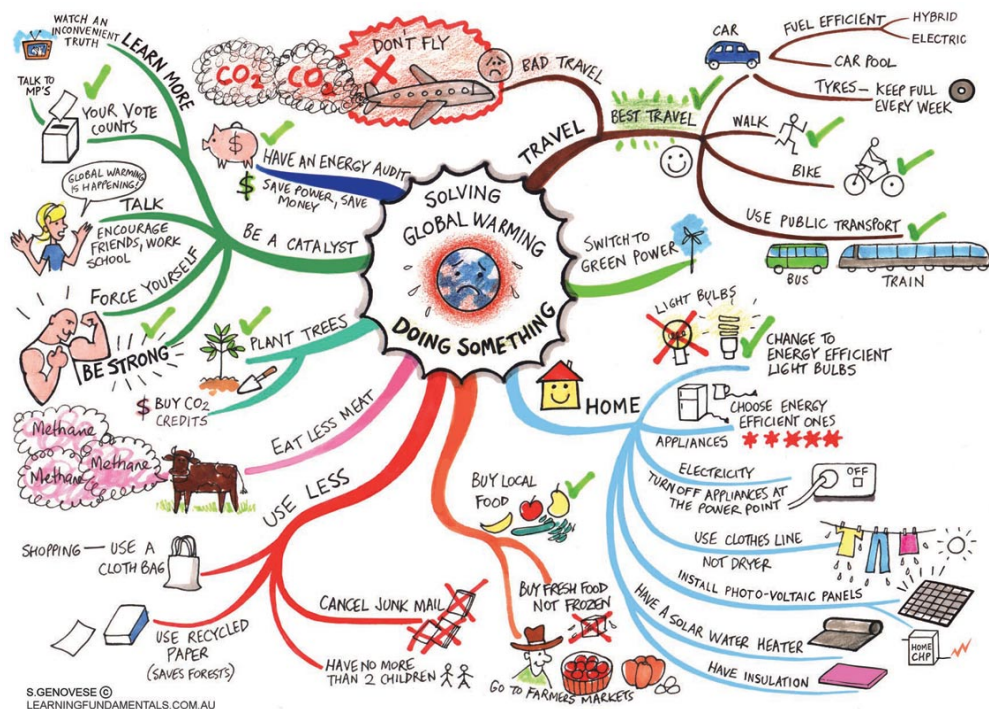 SOLVING
GLOBAL WARMING
DOING SOMETHING
TRAVEL
BAD TRAVEL
DON'T FLY
CO2
CO2
BEST TRAVEL
CAR
FUEL EFFICIENT
HYBRID
ELECTRIC
CAR POOL
TYRES — KEEP FULL
EVERY WEEK
WALK
BIKE
USE PUBLIC TRANSPORT
BUS
TRAIN
SWITCH TO
GREEN POWER
HOME
LIGHT BULBS
CHANGE TO
ENERGY EFFICIENT
LIGHT BULBS
APPLIANCES
CHOOSE ENERGY
EFFICIENT ONES
ELECTRICITY
TURN OFF APPLIANCES AT
THE POWER POINT
OFF
USE CLOTHES LINE
NOT DRYER
INSTALL PHOTO-VOLTAIC PANELS
HOME
CHP
HAVE A SOLAR WATER HEATER
HAVE INSULATION
BUY LOCAL
FOOD
BUY FRESH FOOD
NOT FROZEN
GO TO FARMERS MARKETS
USE LESS
SHOPPING — USE A
CLOTH BAG
USE RECYCLED
PAPER
(SAVES FORESTS)
CANCEL JUNK MAIL
HAVE NO MORE
THAN 2 CHILDREN
EAT LESS MEAT
Methane
Methane
Methane
PLANT TREES
$ BUY CO2
CREDITS
BE A CATALYST
LEARN MORE
WATCH AN
INCONVENIENT
TRUTH
TALK TO
MP'S
YOUR VOTE
COUNTS
TALK
GLOBAL WARMING
IS HAPPENING!
ENCOURAGE
FRIENDS, WORK
SCHOOL
FORCE YOURSELF
BE STRONG
HAVE AN ENERGY AUDIT
$
$ SAVE POWER, SAVE
MONEY
S.GENOVESE ©
LEARNINGFUNDAMENTALS.COM.AU